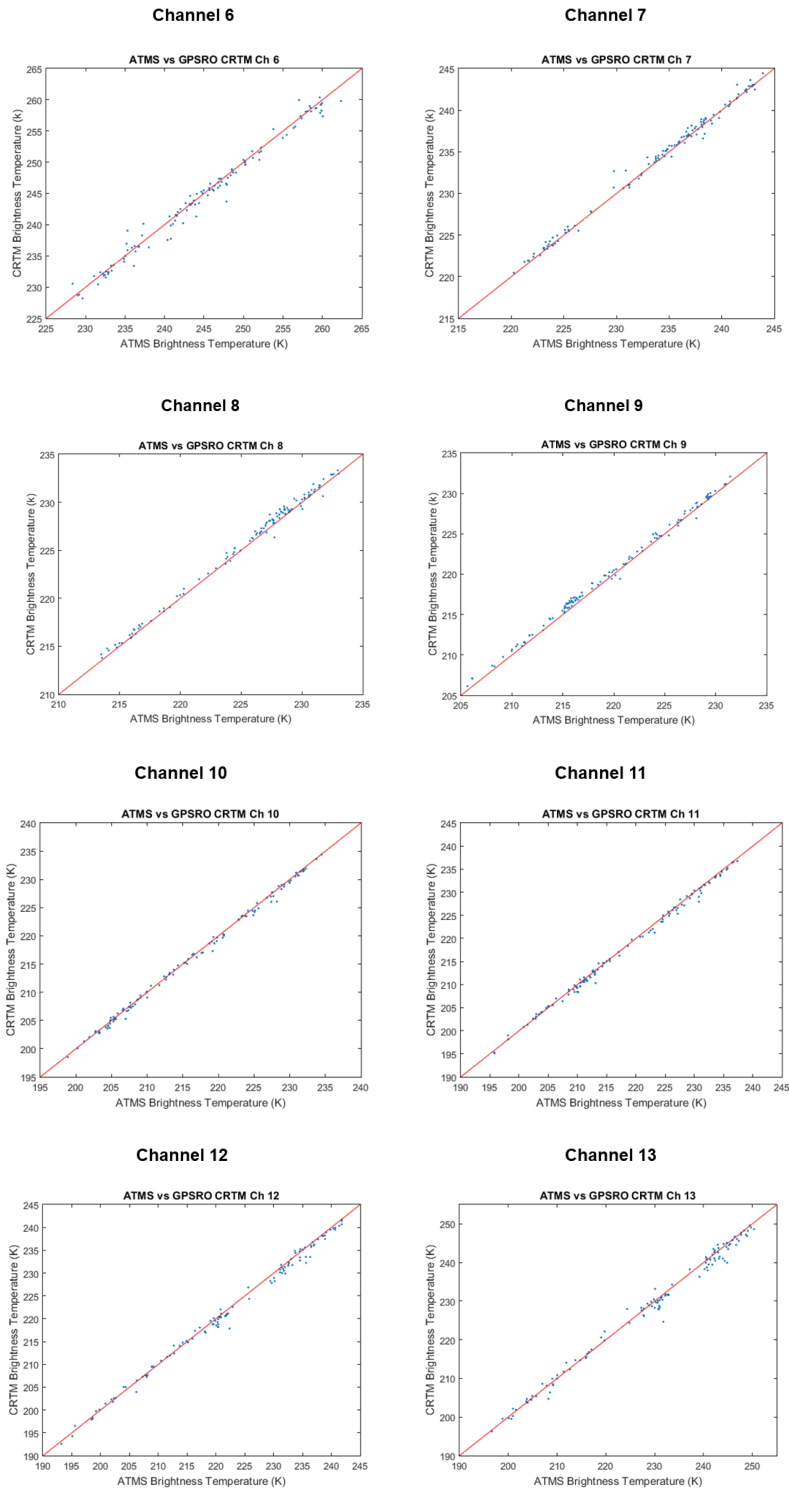 Channel 6
Channel 7
ATMS vs GPSRO CRTM Ch 6
CRTM Brightness Temperature (k)
265
260
255
250
245
240
235
230
225
225 230 235 240 245 250 255 260 265
ATMS Brightness Temperature (K)
ATMS vs GPSRO CRTM Ch 7
CRTM Brightness Temperature (k)
245
240
235
230
225
220
215
215 220 225 230 235 240 245
ATMS Brightness Temperature (K)
Channel 8
Channel 9
ATMS vs GPSRO CRTM Ch 8
CRTM Brightness Temperature (k)
235
230
225
220
215
210
210 215 220 225 230 235
ATMS Brightness Temperature (K)
ATMS vs GPSRO CRTM Ch 9
CRTM Brightness Temperature (K)
235
230
225
220
215
210
205
205 210 215 220 225 230 235
ATMS Brightness Temperature (K)
Channel 10
Channel 11
ATMS vs GPSRO CRTM Ch 10
CRTM Brightness Temperature (K)
240
235
230
225
220
215
210
205
200
195
195 200 205 210 215 220 225 230 235 240
ATMS Brightness Temperature (K)
ATMS vs GPSRO CRTM Ch 11
CRTM Brightness Temperature (K)
245
240
235
230
225
220
215
210
205
200
195
190
190 195 200 205 210 215 220 225 230 235 240 245
ATMS Brightness Temperature (K)
Channel 12
Channel 13
ATMS vs GPSRO CRTM Ch 12
CRTM Brightness Temperature (K)
245
240
235
230
225
220
215
210
205
200
195
190
190 195 200 205 210 215 220 225 230 235 240 245
ATMS Brightness Temperature (K)
ATMS vs GPSRO CRTM Ch 13
CRTM Brightness Temperature (K)
250
240
230
220
210
200
190
190 200 210 220 230 240 250
ATMS Brightness Temperature (K)